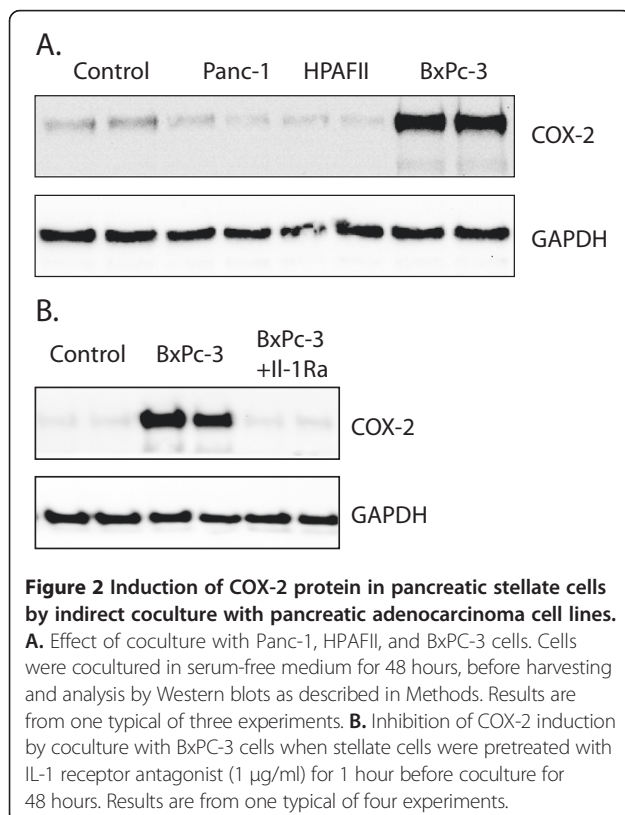 A.
Control Panc-1 HPAFII BxPc-3
COX-2
GAPDH
B.
Control BxPc-3 BxPc-3
+Il-1Ra
COX-2
GAPDH
Figure 2 Induction of COX-2 protein in pancreatic stellate cells
by indirect coculture with pancreatic adenocarcinoma cell lines.
A. Effect of coculture with Panc-1, HPAFII, and BxPC-3 cells. Cells
were cocultured in serum-free medium for 48 hours, before harvesting
and analysis by Western blots as described in Methods. Results are
from one typical of three experiments. B. Inhibition of COX-2 induction
by coculture with BxPC-3 cells when stellate cells were pretreated with
IL-1 receptor antagonist (1 μg/ml) for 1 hour before coculture for
48 hours. Results are from one typical of four experiments.